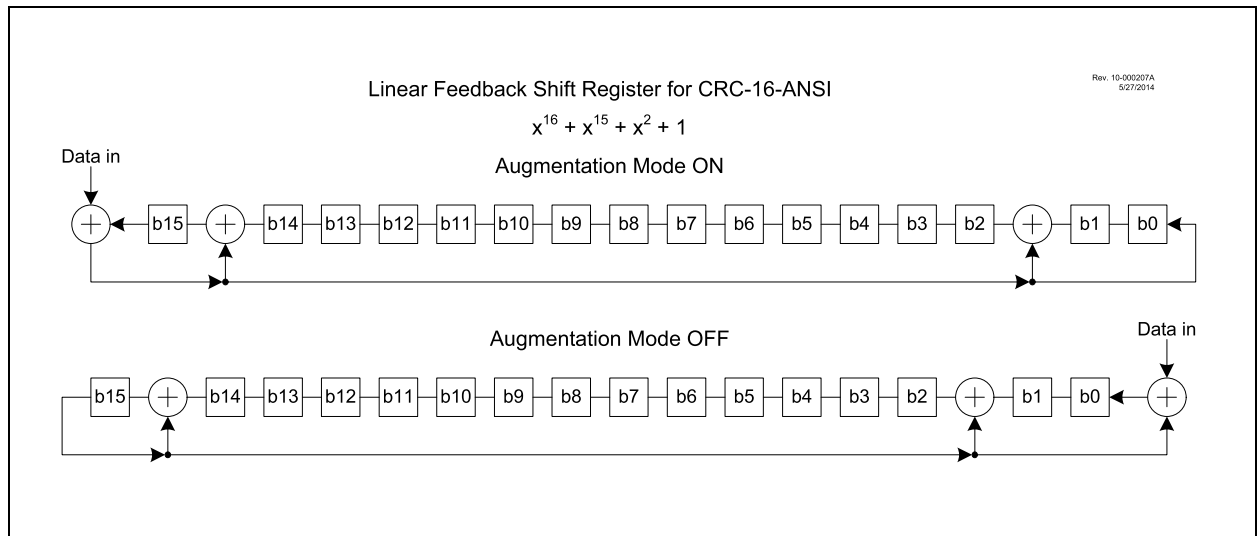 Linear Feedback Shift Register for CRC-16-ANSI
Rev. 10-000207A
5/27/2014
x¹⁶ + x¹⁵ + x² + 1
Augmentation Mode ON
Data in
b15 b14 b13 b12 b11 b10 b9 b8 b7 b6 b5 b4 b3 b2 b1 b0
Augmentation Mode OFF
Data in
b15 b14 b13 b12 b11 b10 b9 b8 b7 b6 b5 b4 b3 b2 b1 b0